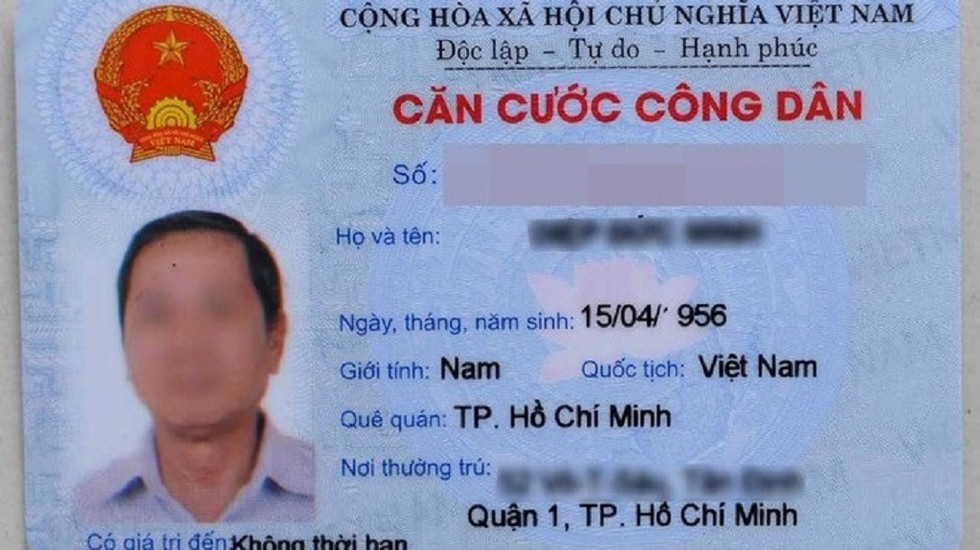 CỘNG HÒA XÃ HỘI CHỦ NGHĨA VIỆT NAM
Độc lập - Tự do - Hạnh phúc
CĂN CƯỚC CÔNG DÂN
VIỆT NAM
Số:
Họ và tên:
Ngày, tháng, năm sinh: 15/04/ 956
Giới tính: Nam Quốc tịch: Việt Nam
Quê quán: TP. Hồ Chí Minh
Nơi thường trú:
Quận 1, TP. Hồ Chí Minh
Có giá trị đến: Không thời hạn